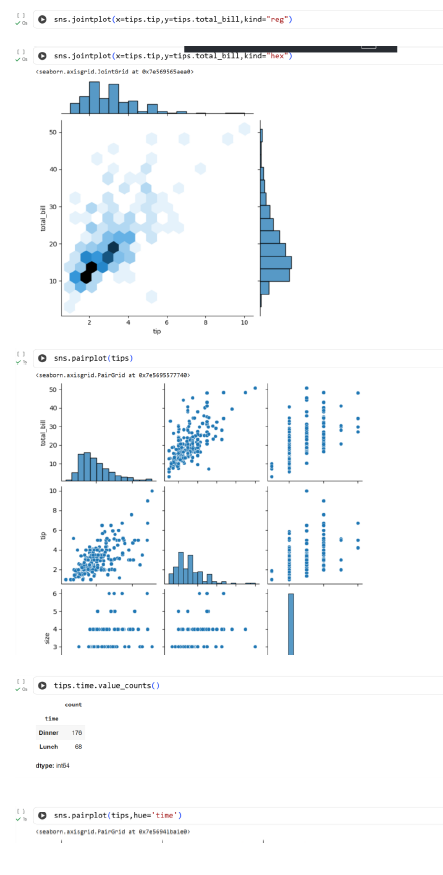 [ ] sns.jointplot(x=tips.tip,y=tips.total_bill,kind="reg")
0s
[ ] sns.jointplot(x=tips.tip,y=tips.total_bill,kind="hex")
0s
<seaborn.axisgrid.JointGrid at
50
40
30
20
10
total_bill
2 4 6 8 10
tip
[ ] sns.pairplot(tips)
<seaborn.axisgrid.PairGrid at 0x7e5695577740>
50
40
30
20
10
total_bill
10
8
6
4
2
tip
6
5
4
3
size
[ ] tips.time.value_counts()
0s
count
time
Dinner 176
Lunch 68
dtype: int64
[ ] sns.pairplot(tips,hue='time')
<seaborn.axisgrid.PairGrid at